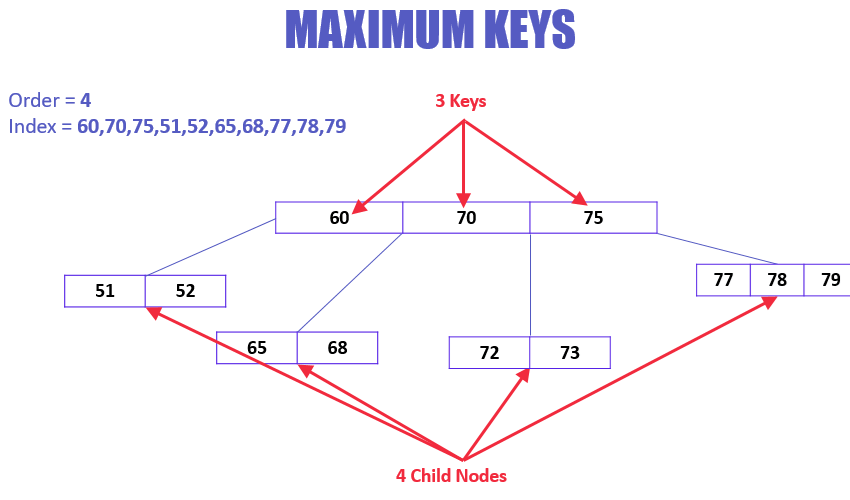 MAXIMUM KEYS
Order = 4
Index = 60,70,75,51,52,65,68,77,78,79
3 Keys
60 70 75
51 52
77 78 79
65 68
72 73
4 Child Nodes